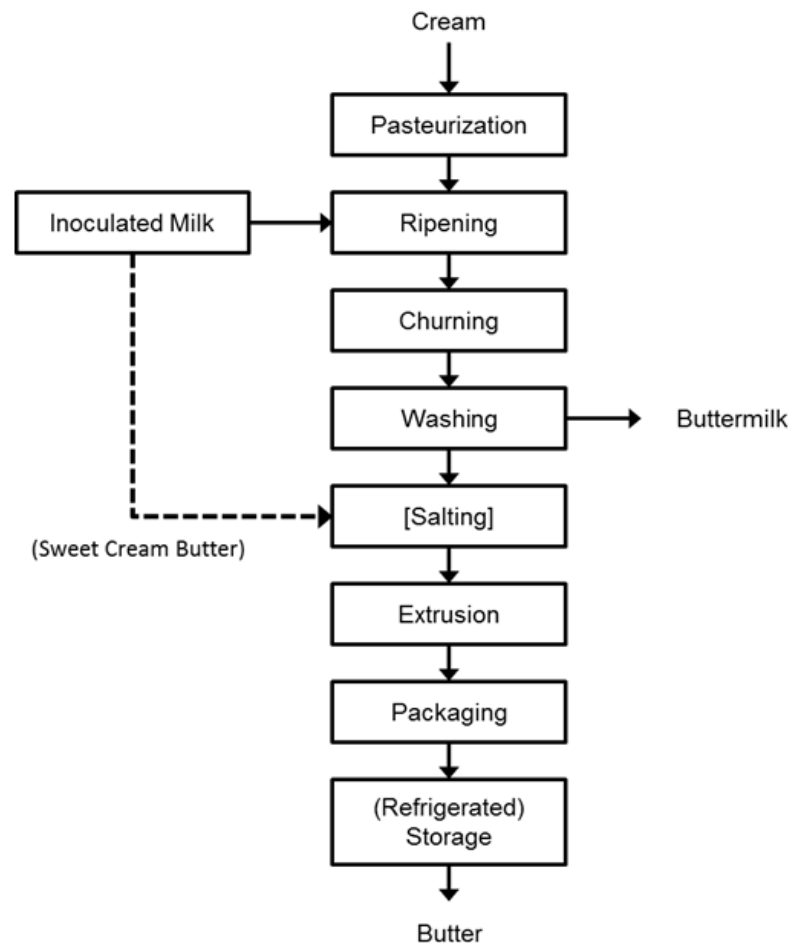 Cream
Pasteurization
Inoculated Milk
Ripening
Churning
Washing
Buttermilk
[Salting]
(Sweet Cream Butter)
Extrusion
Packaging
(Refrigerated)
Storage
Butter